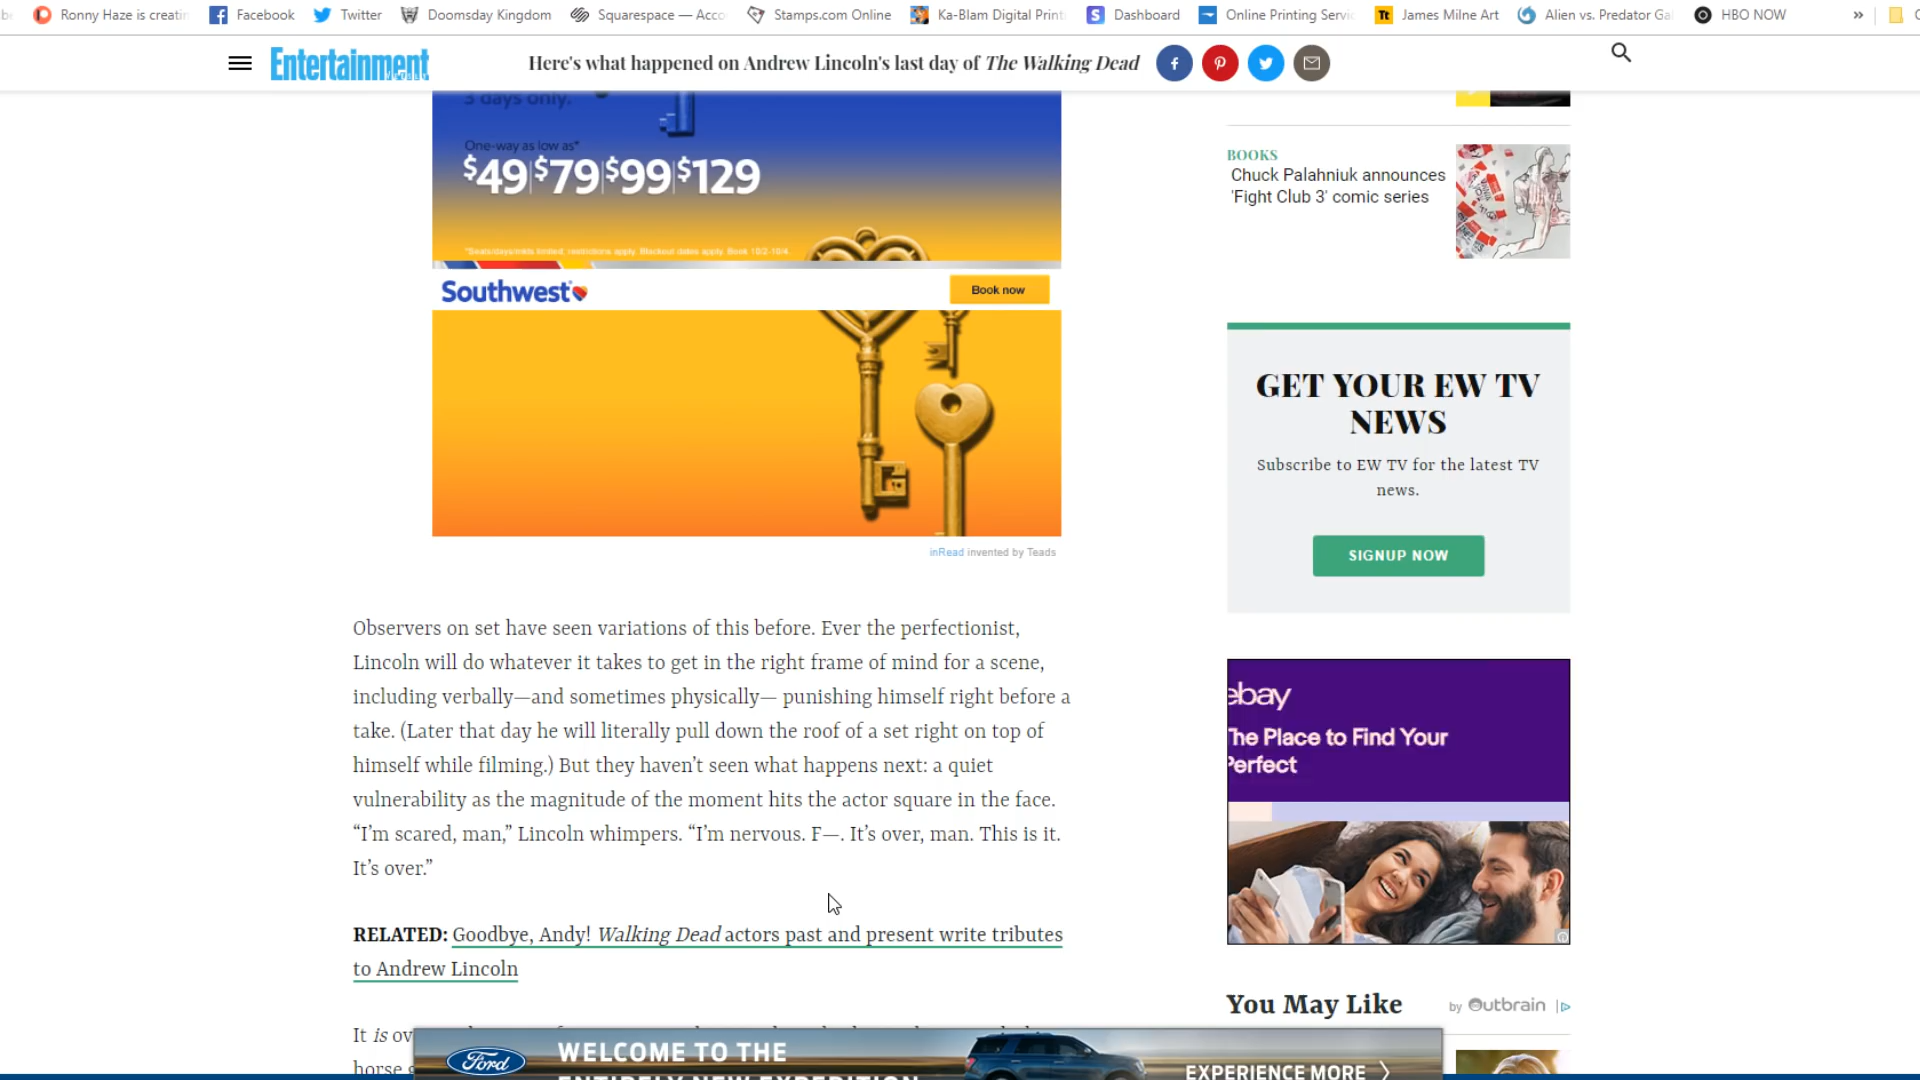 Ronny Haze is creatin
Facebook
Twitter
Doomsday Kingdom
Squarespace — Acco
Stamps.com Online
Ka-Blam Digital Print
Dashboard
Online Printing Servic
James Milne Art
Alien vs. Predator Ga
HBO NOW
»
Entertainment
Here's what happened on Andrew Lincoln's last day of The Walking Dead
3 days only.
One-way as low as*
$49|$79|$99|$129
*Seats/days/mkts limited; restrictions apply. Blackout dates apply. Book 10/2-10/4.
Southwest
Book now
inRead invented by Teads
Observers on set have seen variations of this before. Ever the perfectionist,
Lincoln will do whatever it takes to get in the right frame of mind for a scene,
including verbally—and sometimes physically— punishing himself right before a
take. (Later that day he will literally pull down the roof of a set right on top of
himself while filming.) But they haven't seen what happens next: a quiet
vulnerability as the magnitude of the moment hits the actor square in the face.
“I'm scared, man,” Lincoln whimpers. “I'm nervous. F—. It's over, man. This is it.
It's over.”
RELATED: Goodbye, Andy! Walking Dead actors past and present write tributes
to Andrew Lincoln
It is ov
horse
Ford
WELCOME TO THE
ENTIRELY NEW EXPEDITION
EXPERIENCE MORE
BOOKS
Chuck Palahniuk announces
'Fight Club 3' comic series
GET YOUR EW TV
NEWS
Subscribe to EW TV for the latest TV
news.
SIGNUP NOW
ebay
The Place to Find Your
Perfect
You May Like
by Outbrain